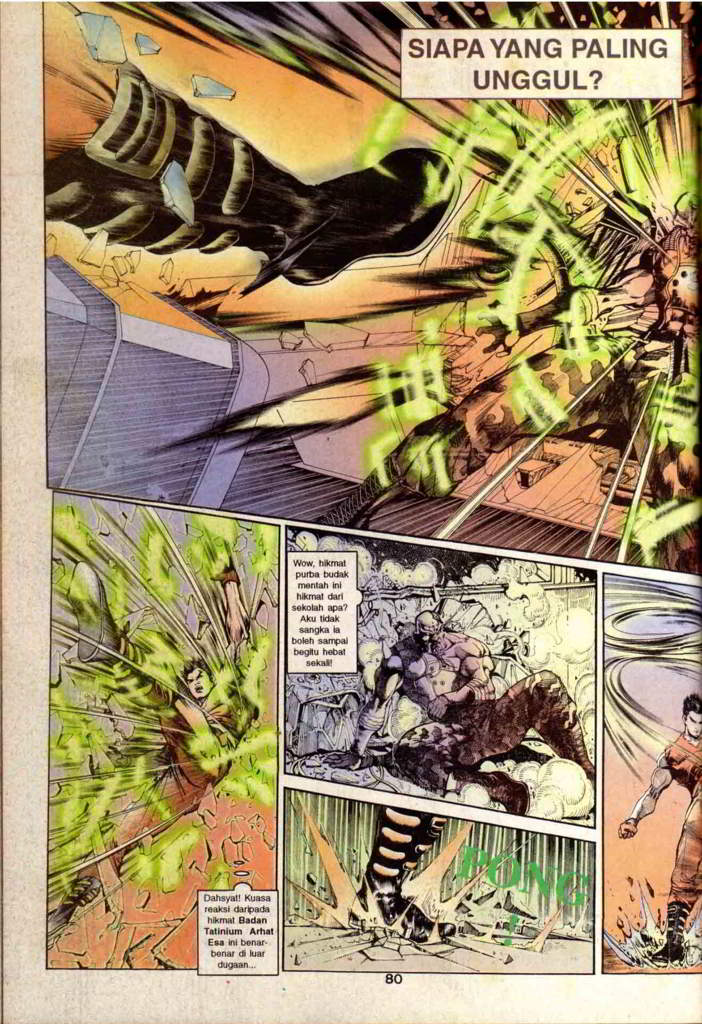 SIAPA YANG PALING
UNGGUL?
Wow, hikmat
purba budak
mentah ini
hikmat dari
sekolah apa?
Aku tidak
sangka ia
boleh sampai
begitu hebat
sekali!
Dahsyat! Kuasa
reaksi daripada
hikmat Badan
Tatinium Arhat
Esa ini benar-
benar di luar
dugaan...
PONG
!
80